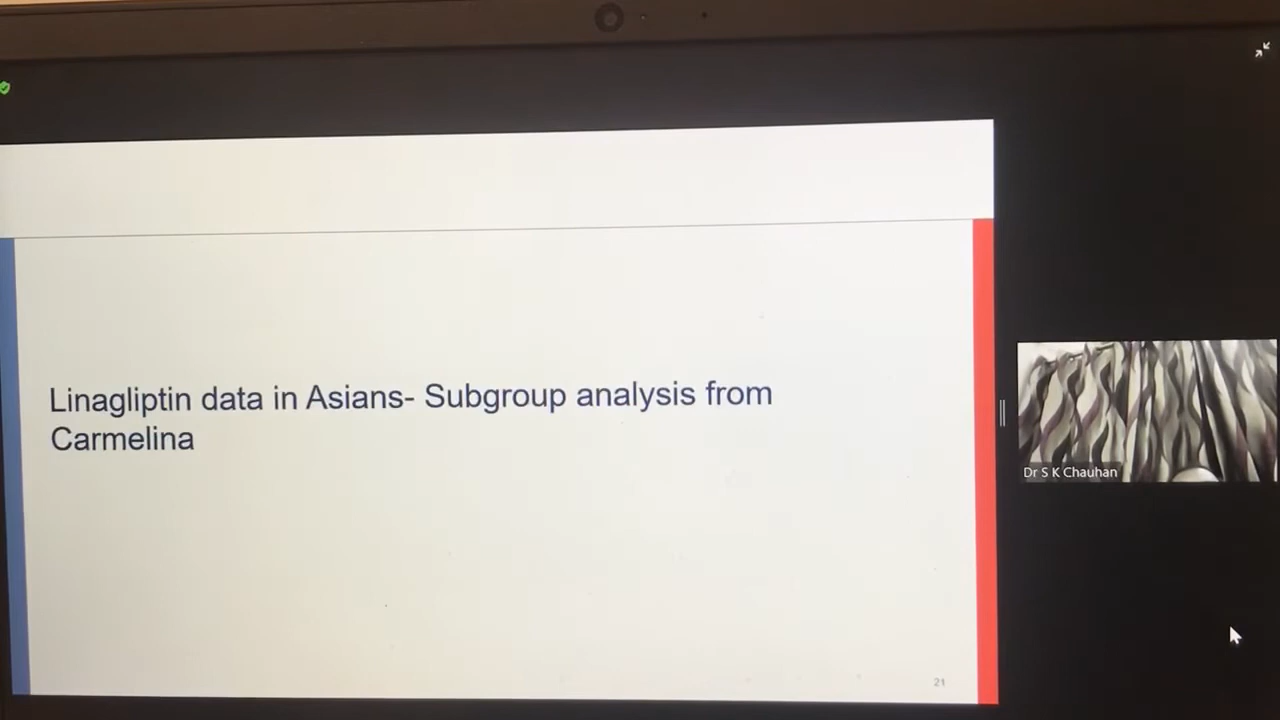 Linagliptin data in Asians- Subgroup analysis from
Carmelina
Dr S K Chauhan
21